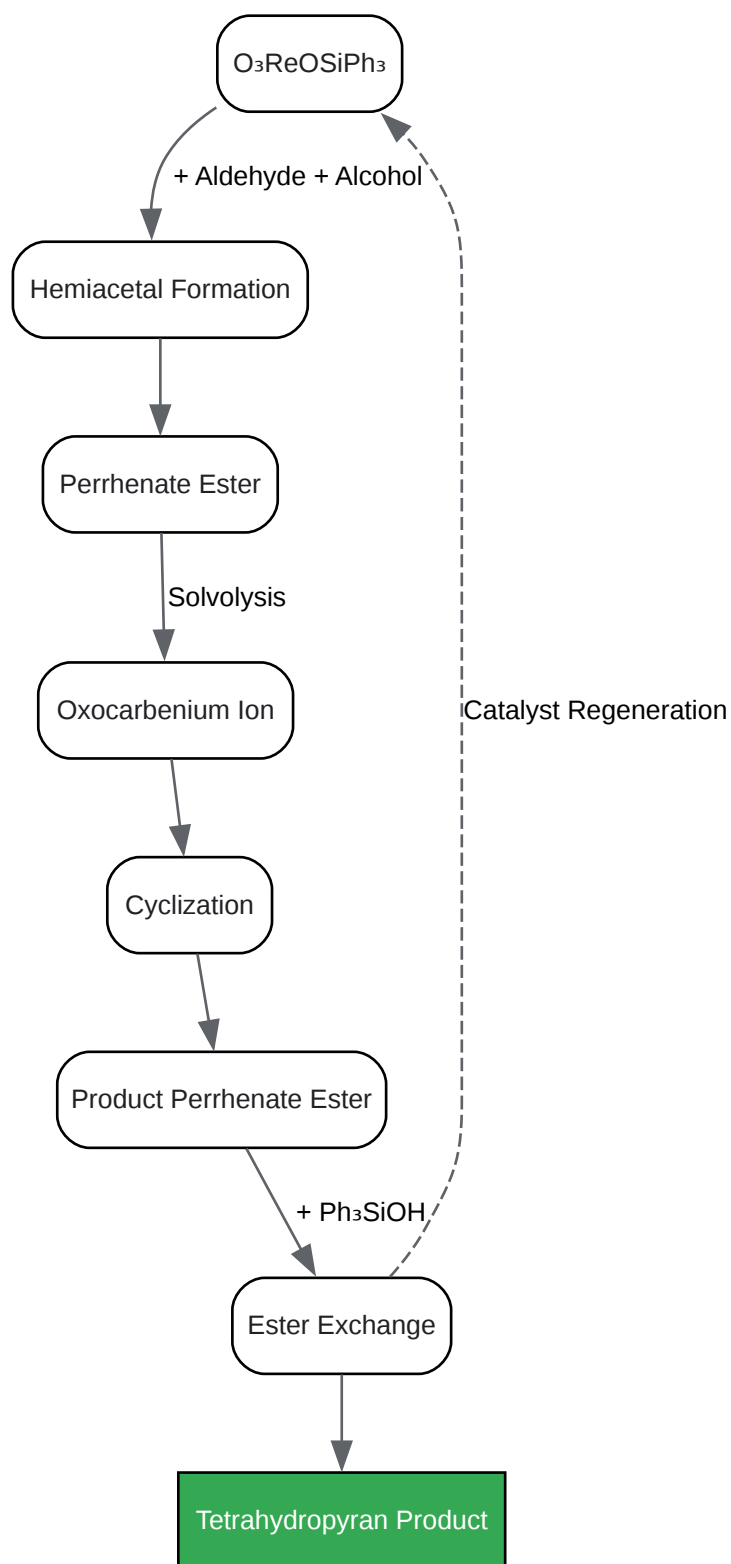 O₃ReOSiPh₃
+ Aldehyde + Alcohol
Hemiacetal Formation
Perrhenate Ester
Solvolysis
Oxocarbenium Ion
Catalyst Regeneration
Cyclization
Product Perrhenate Ester
+ Ph₃SiOH
Ester Exchange
Tetrahydropyran Product